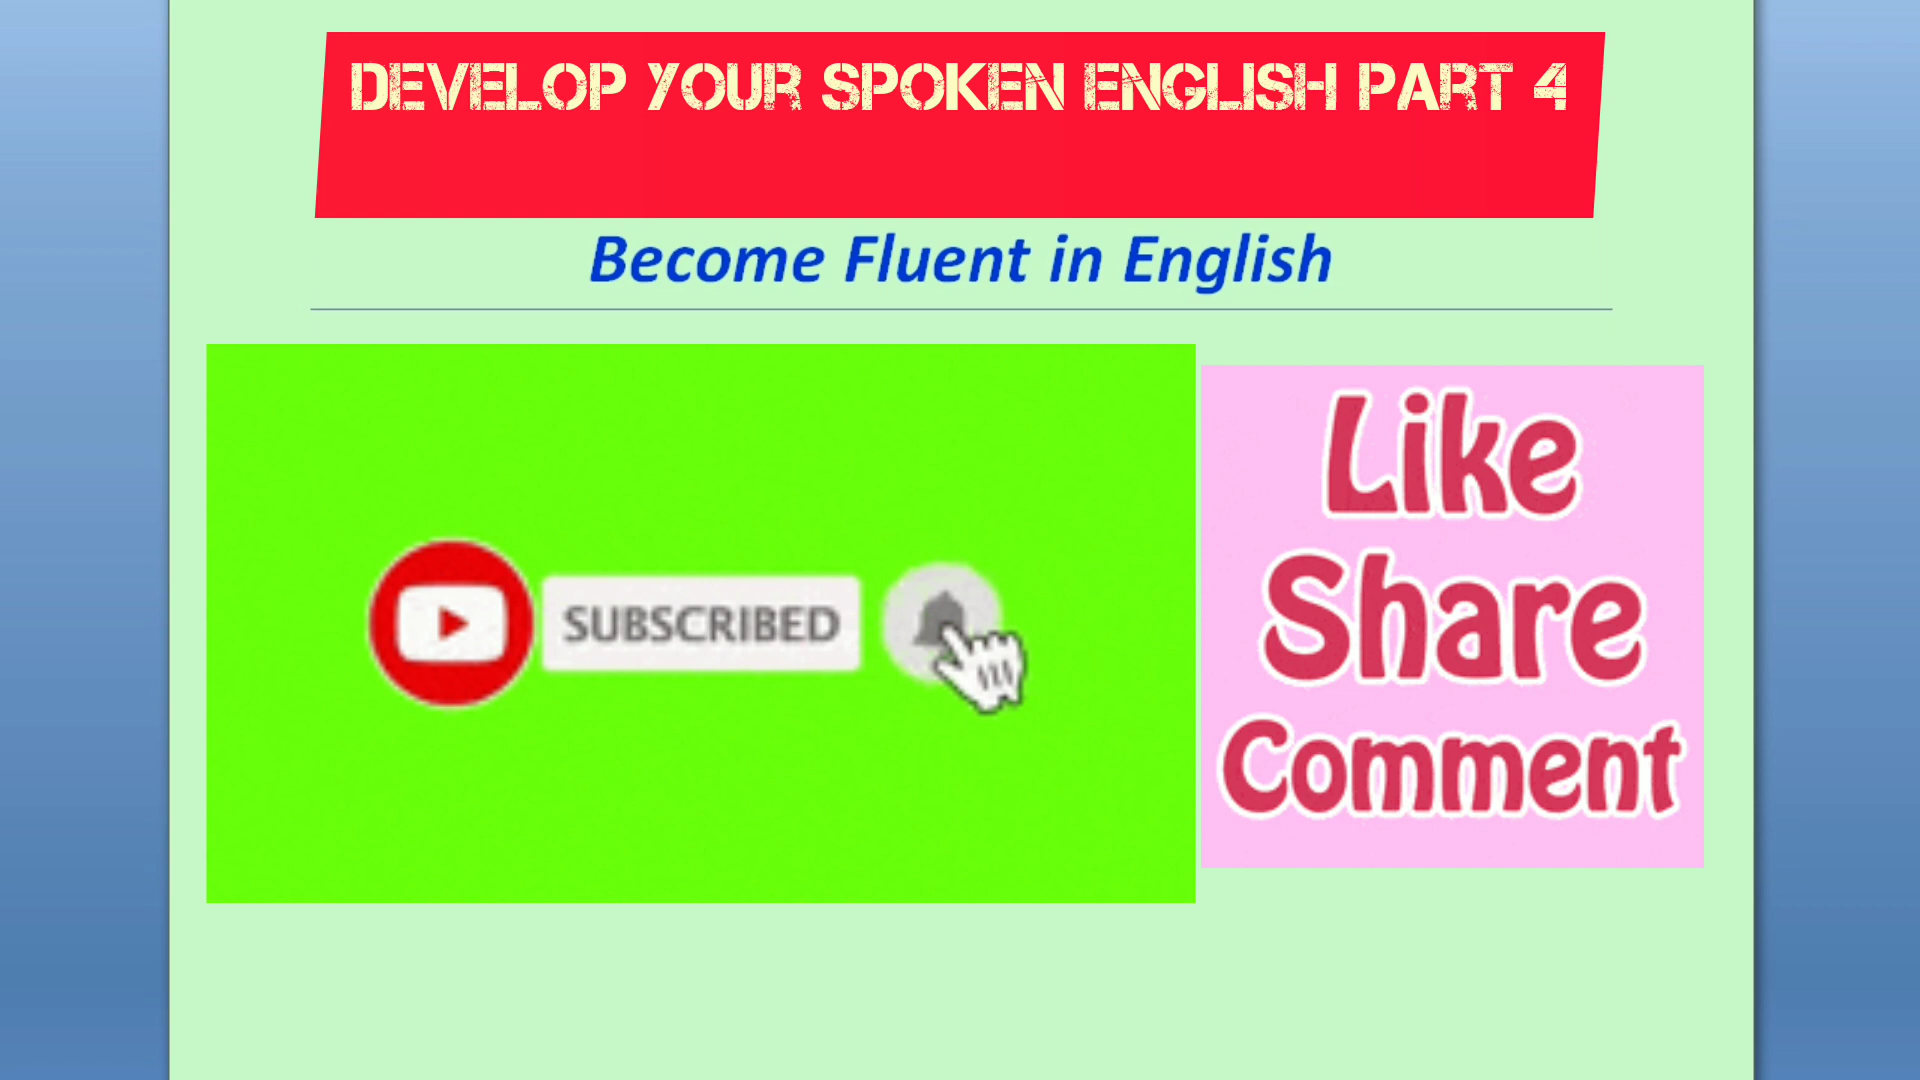 DEVELOP YOUR SPOKEN ENGLISH PART 4
Become Fluent in English
SUBSCRIBED
Like
Share
Comment